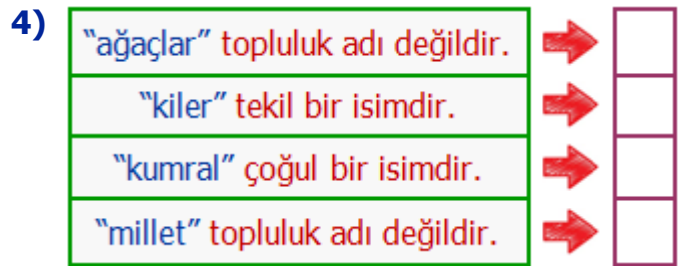 4)
“ağaçlar” topluluk adı değildir.
“kiler” tekil bir isimdir.
“kumral” çoğul bir isimdir.
“millet” topluluk adı değildir.